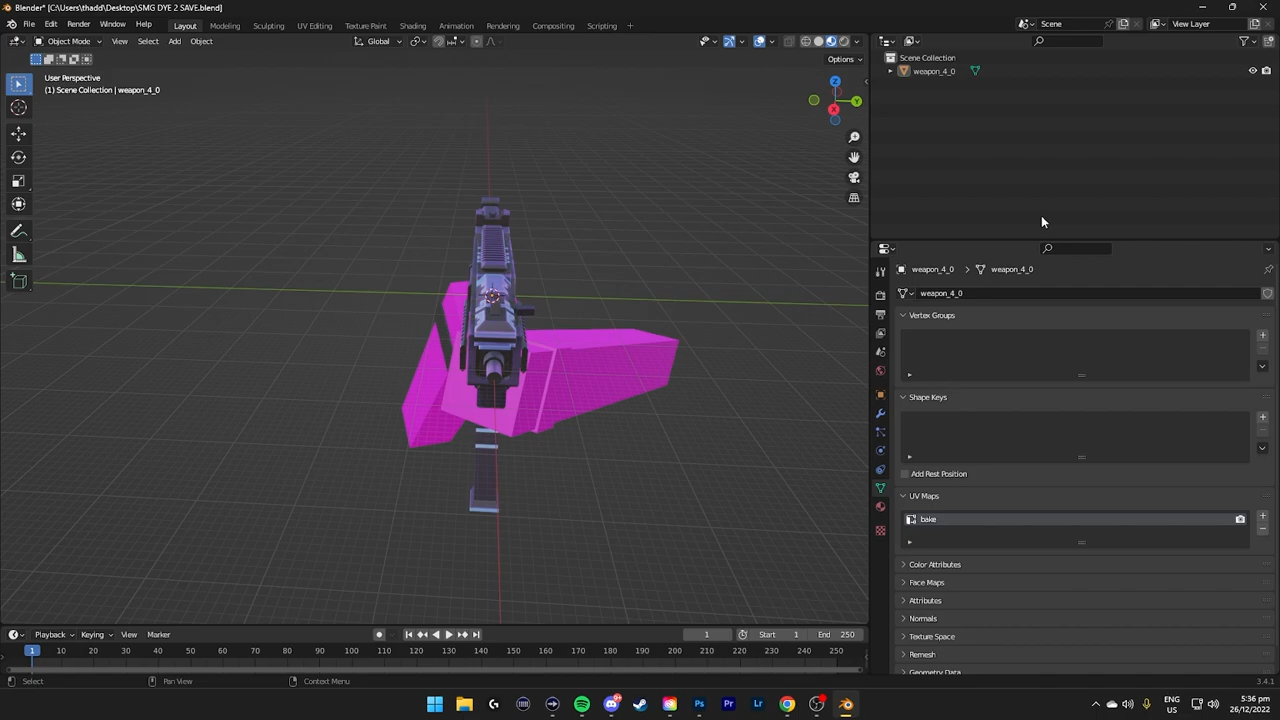 Blender* [C:\Users\thadd\Desktop\SMG DYE 2 SAVE.blend]
File Edit Render Window Help Layout Modeling Sculpting UV Editing Texture Paint Shading Animation Rendering Compositing Scripting Scene View Layer
Object Mode View Select Add Object Global
Options
User Perspective
(1) Scene Collection | weapon_4_0
Z
Y
X
Scene Collection
weapon_4_0
weapon_4_0 > weapon_4_0
weapon_4_0
Vertex Groups
Shape Keys
Add Rest Position
UV Maps
bake
Color Attributes
Face Maps
Attributes
Normals
Texture Space
Remesh
Geometry Data
Playback Keying View Marker 1 Start 1 End 250
1 10 20 30 40 50 60 70 80 90 100 110 120 130 140 150 160 170 180 190 200 210 220 230 240 250
Select Pan View Context Menu 3.4.1
ENG
US
5:36 pm
26/12/2022